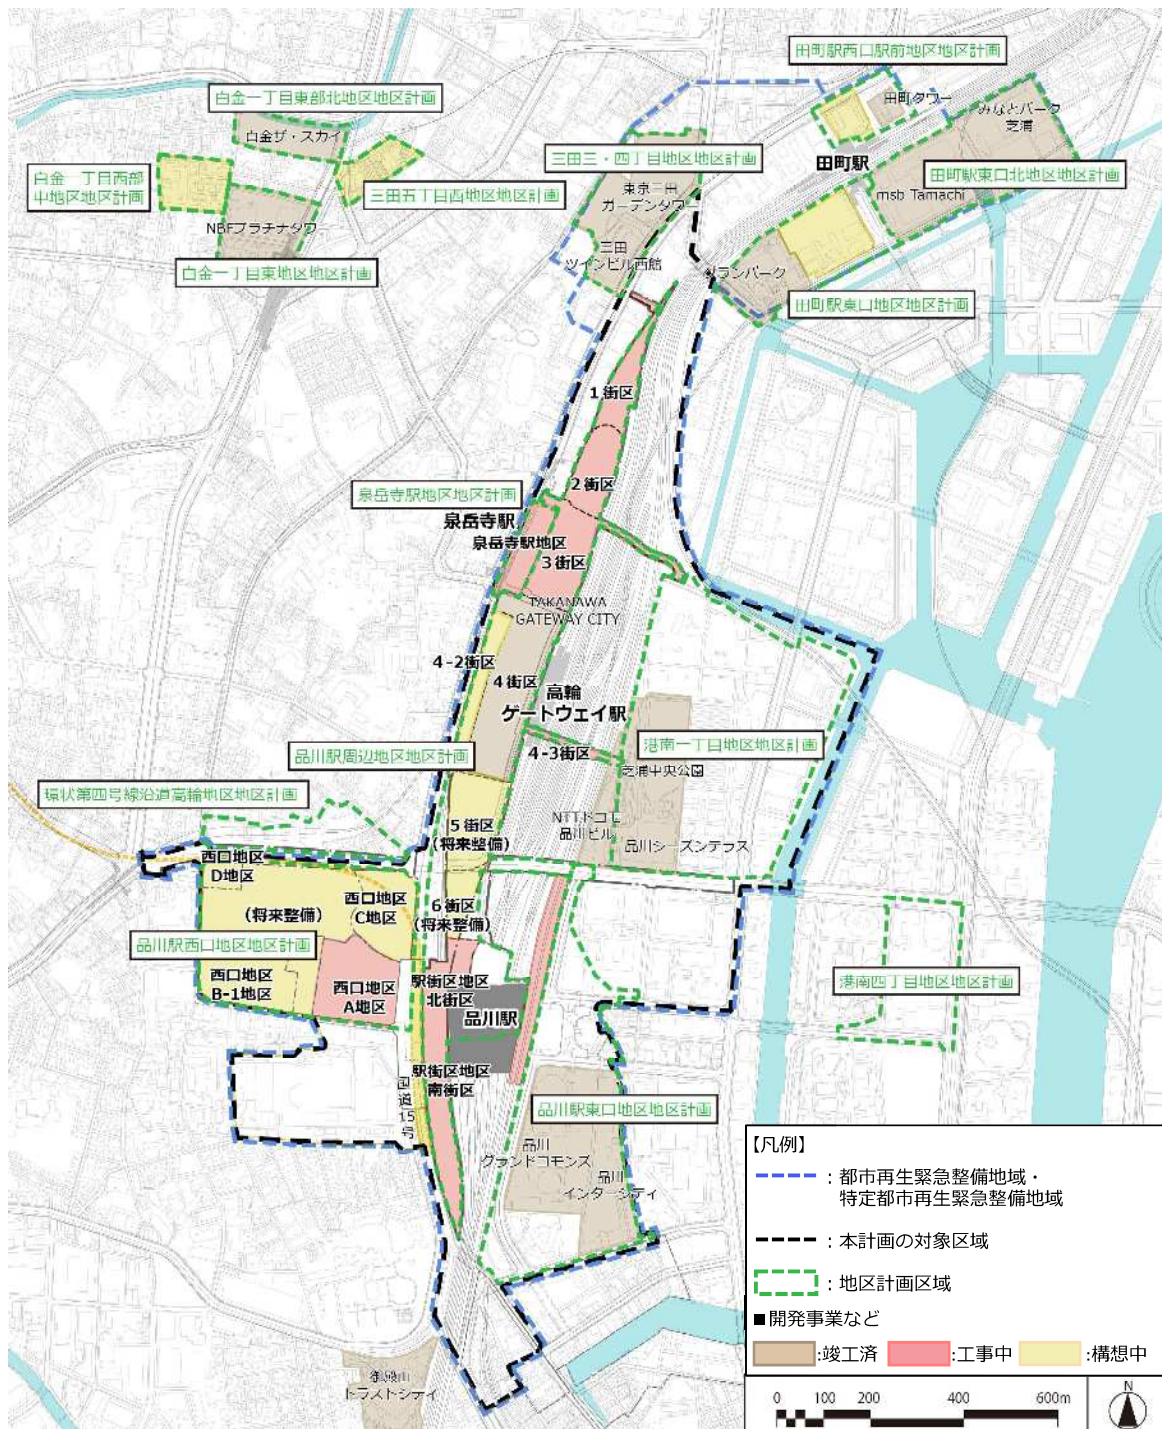 田町駅西口駅前地区地区計画
白金一丁目東部北地区地区計画
田町タワー
みなとパーク
芝浦
白金ザ・スカイ
三田三・四丁目地区地区計画
田町駅
白金一丁目西部
中地区地区計画
三田五丁目西地区地区計画
東京三田
ガーデンタワー
田町駅東口北地区地区計画
msb Tamachi
NBFプラチナタワー
三田
ツインビル西館
白金一丁目東地区地区計画
グランパーク
田町駅東口地区地区計画
1街区
2街区
泉岳寺駅地区地区計画
泉岳寺駅
泉岳寺駅地区
3街区
TAKANAWA
GATEWAY CITY
4-2街区
4街区
高輪
ゲートウェイ駅
品川駅周辺地区地区計画
4-3街区
港南一丁目地区地区計画
芝浦中央公園
環状第四号線沿道高輪地区地区計画
NTTドコモ
品川ビル
5街区
(将来整備)
品川シーズンテラス
西口地区
D地区
西口地区
C地区
(将来整備)
6街区
(将来整備)
品川駅西口地区地区計画
西口地区
B-1地区
西口地区
A地区
駅街区地区
北街区
品川駅
港南四丁目地区地区計画
駅街区地区
南街区
国道15号
品川駅東口地区地区計画
品川
グランドコモンズ
品川
インターシティ
御殿山
トラストシティ
【凡例】
:都市再生緊急整備地域・
特定都市再生緊急整備地域
:本計画の対象区域
:地区計画区域
■開発事業など
:竣工済 :工事中 :構想中
0 100 200 400 600m
N